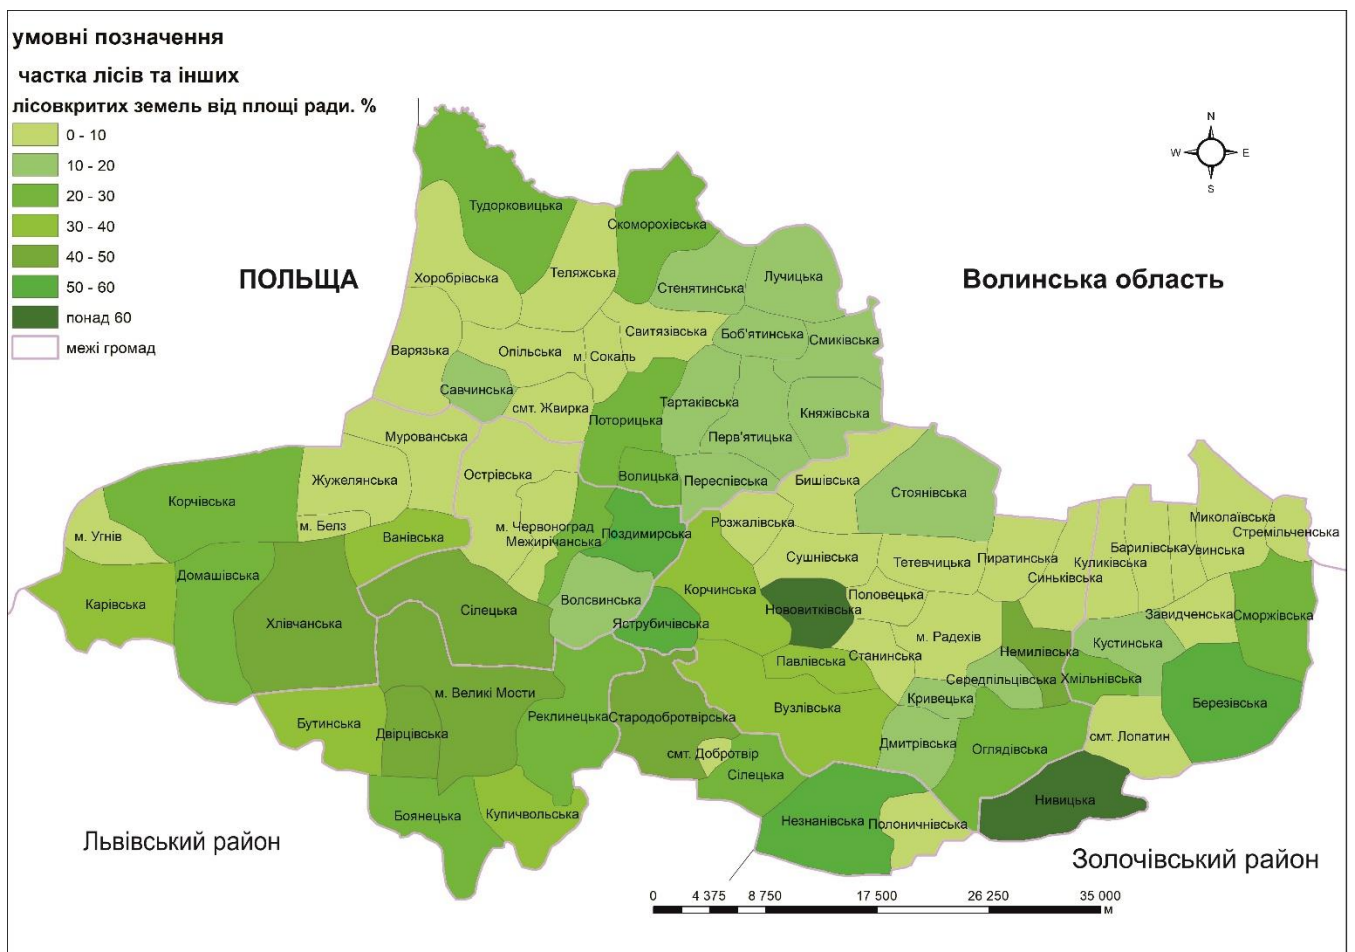 умовні позначення
частка лісів та інших
лісовкритих земель від площі ради. %
0 - 10
10 - 20
20 - 30
30 - 40
40 - 50
50 - 60
понад 60
межі громад
N
W E
S
ПОЛЬЩА
Волинська область
Тудорковицька
Скоморохівська
Хоробрівська
Теляжська
Стенятинська
Лучицька
Варязька
Опільська
м. Сокаль
Свитязівська
Боб'ятинська
Смиківська
Савчинська
смт. Жвирка
Поторицька
Тартаківська
Перв'ятицька
Княжівська
Мурованська
Острівська
Волицька
Переспівська
Бишівська
Стоянівська
Корчівська
Жужелянська
м. Угнів
м. Белз
Ванівська
м. Червоноград
Межирічанська
Поздимирська
Розжалівська
Сушнівська
Тетевчицька
Пиратинська
Синьківська
Куликівська
Барилівська
Миколаївська
Увинська
Стремільченська
Карівська
Домашівська
Хлівчанська
Сілецька
Волсвинська
Яструбичівська
Корчинська
Нововитківська
Половецька
м. Радехів
Завидченська
Сморжівська
Кустинська
Немилівська
Станинська
Павлівська
Середпільцівська
Хмільнівська
Березівська
Бутинська
Двірцівська
м. Великі Мости
Реклинецька
Стародобротвірська
Вузлівська
Кривецька
Дмитрівська
Оглядівська
смт. Лопатин
смт. Добротвір
Сілецька
Боянецька
Купичвольська
Незнанівська
Полоничнівська
Нивицька
Львівський район
Золочівський район
0 4 375 8 750 17 500 26 250 35 000
м